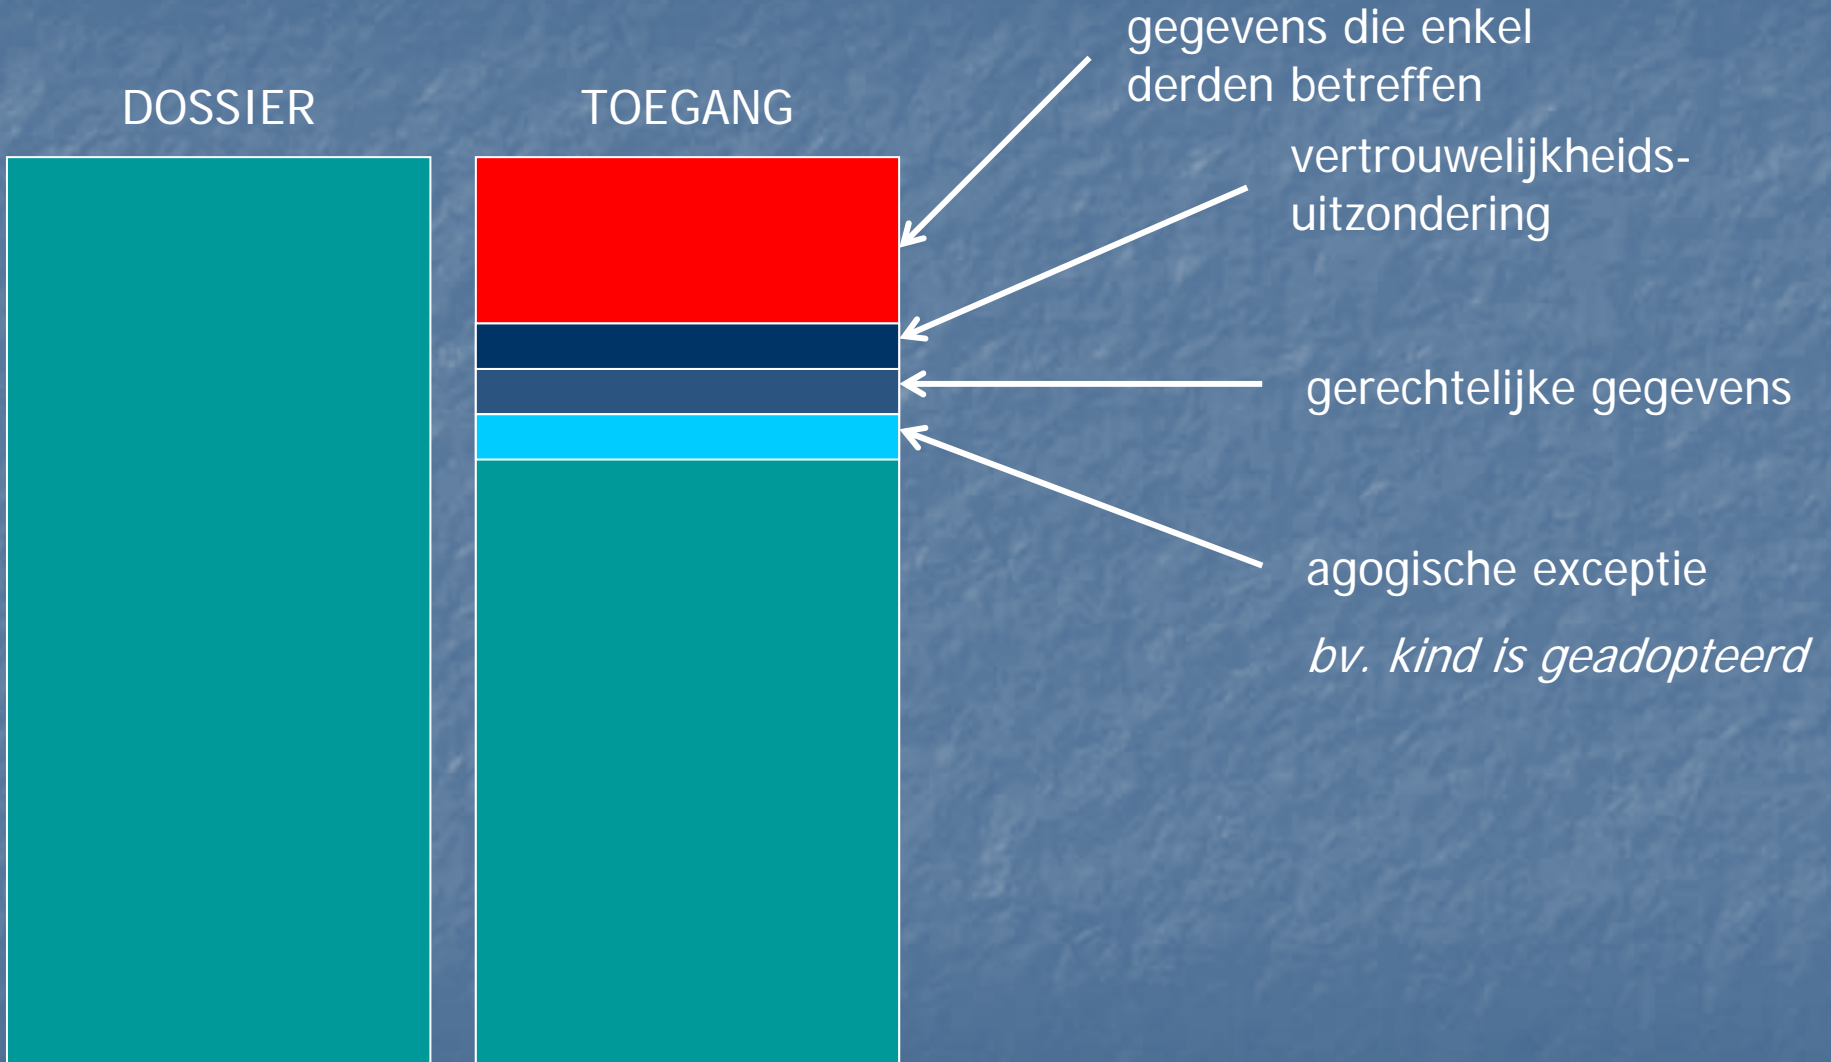 DOSSIER
TOEGANG
gegevens die enkel
derden betreffen
vertrouwelijkheids-
uitzondering
gerechtelijke gegevens
agogische exceptie
bv. kind is geadopteerd